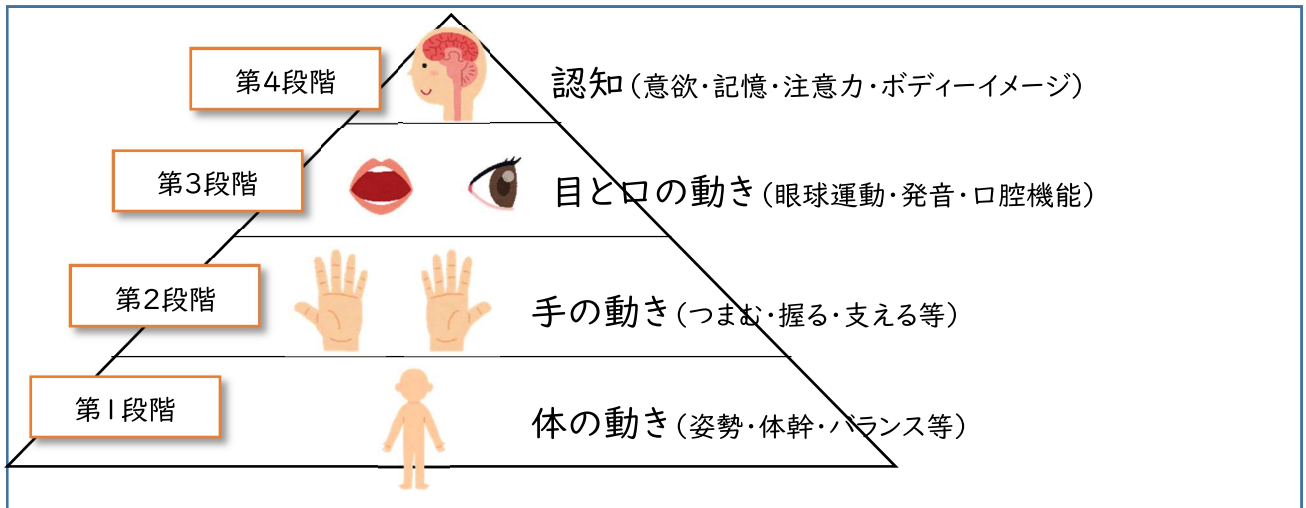 第4段階
認知（意欲・記憶・注意力・ボディーイメージ）
第3段階
目と口の動き（眼球運動・発音・口腔機能）
第2段階
手の動き（つまむ・握る・支える等）
第1段階
体の動き（姿勢・体幹・バランス等）